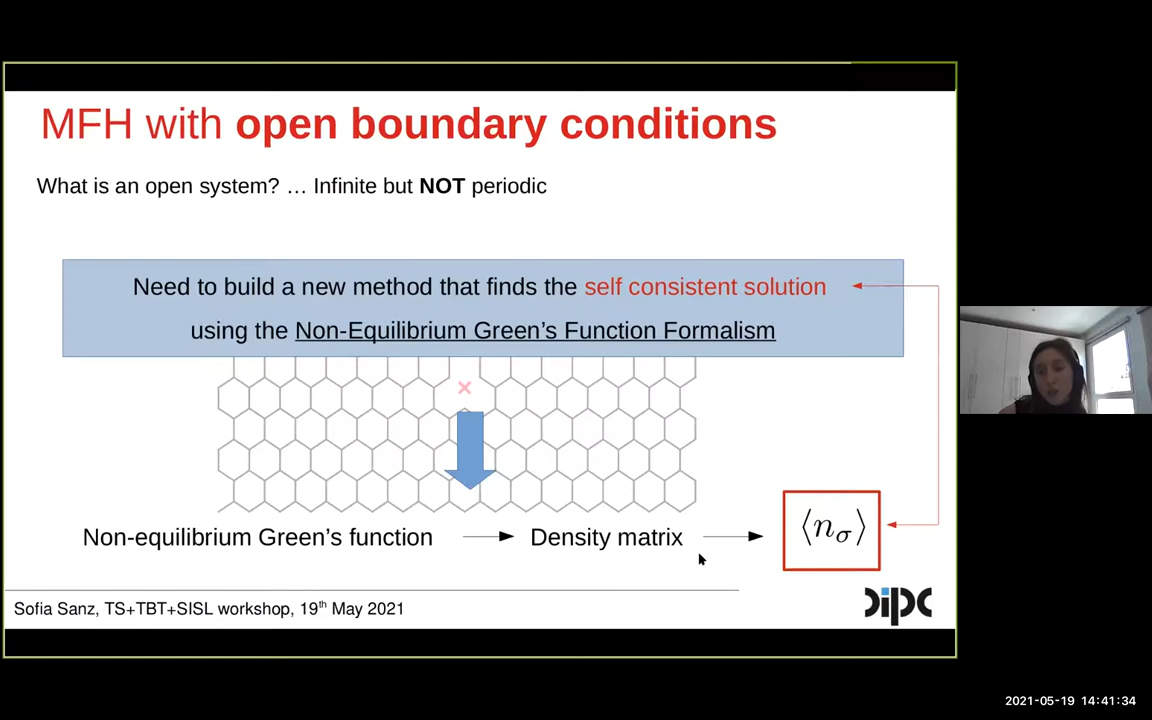 MFH with open boundary conditions
What is an open system? … Infinite but NOT periodic
Need to build a new method that finds the self consistent solution
using the Non-Equilibrium Green’s Function Formalism
Non-equilibrium Green’s function
Density matrix
⟨n_σ⟩
Sofia Sanz, TS+TBT+SISL workshop, 19th May 2021
dipc
2021-05-19 14:41:34